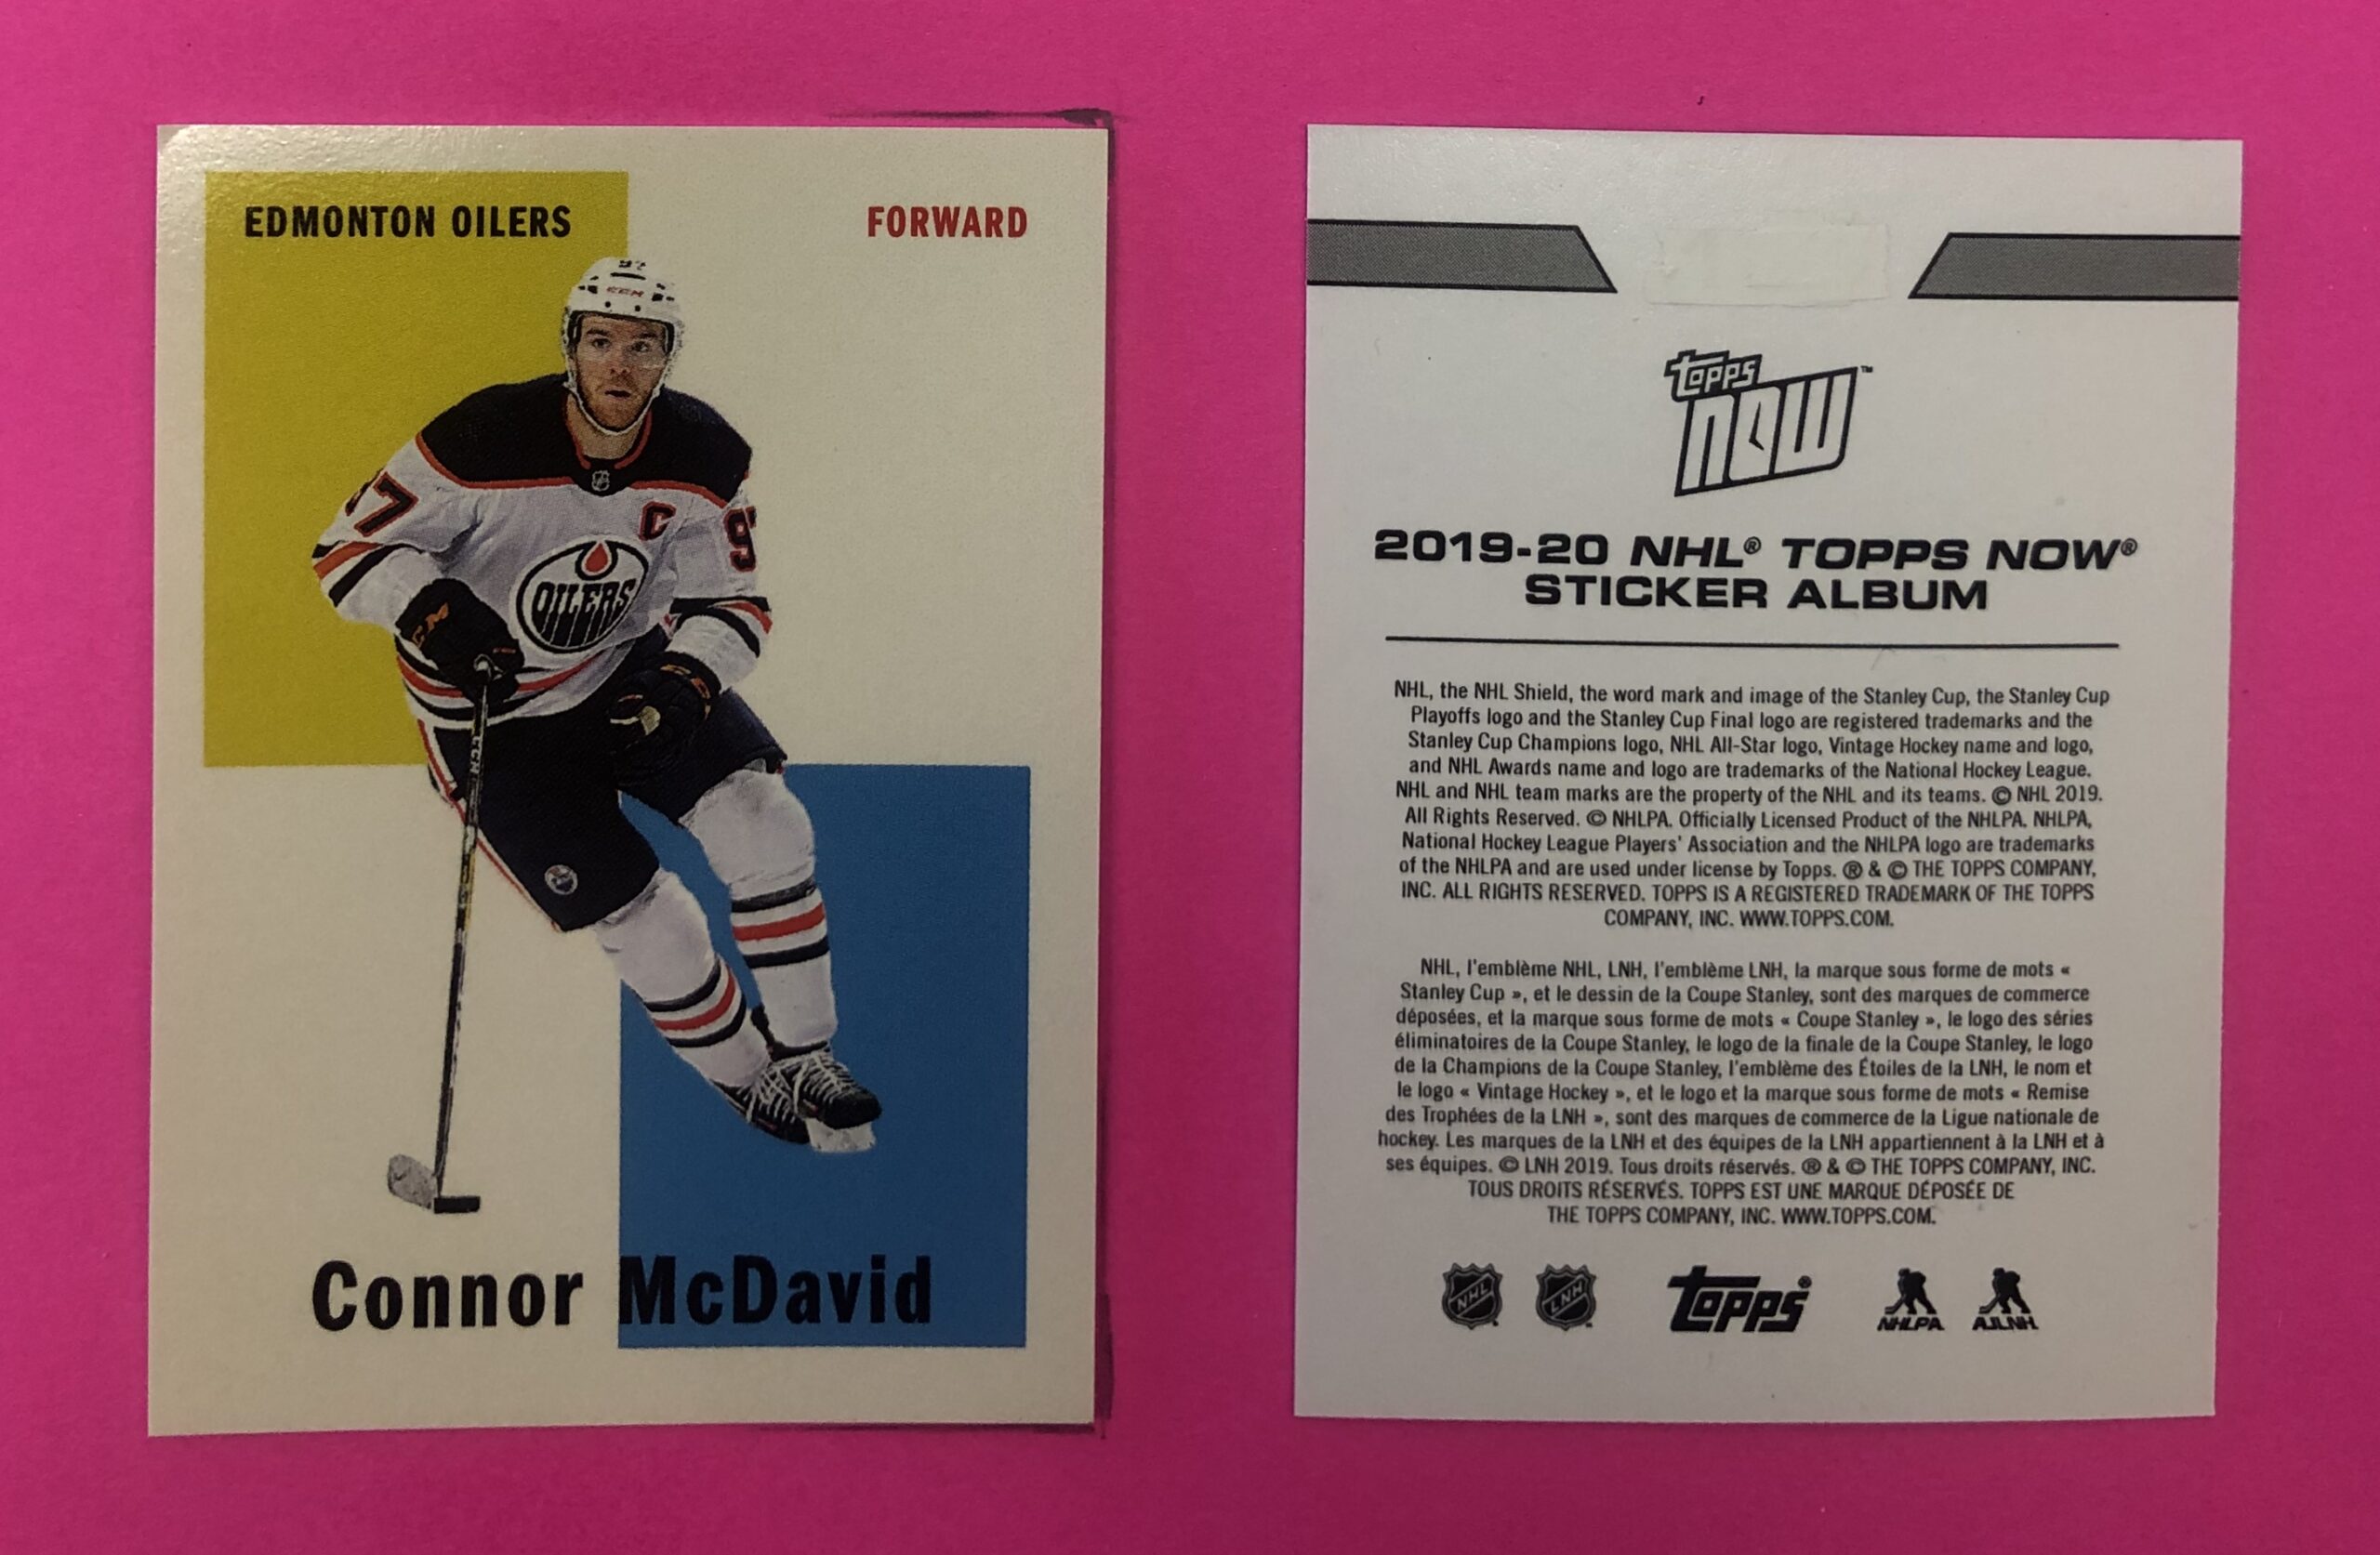 EDMONTON OILERS
FORWARD
97
CCM
C
97
97
OILERS
CCM
CCM
Connor McDavid
topps
NOW™
2019-20 NHL® TOPPS NOW®
STICKER ALBUM
NHL, the NHL Shield, the word mark and image of the Stanley Cup, the Stanley Cup
Playoffs logo and the Stanley Cup Final logo are registered trademarks and the
Stanley Cup Champions logo, NHL All-Star logo, Vintage Hockey name and logo,
and NHL Awards name and logo are trademarks of the National Hockey League.
NHL and NHL team marks are the property of the NHL and its teams. © NHL 2019.
All Rights Reserved. © NHLPA. Officially Licensed Product of the NHLPA. NHLPA,
National Hockey League Players' Association and the NHLPA logo are trademarks
of the NHLPA and are used under license by Topps. ® & © THE TOPPS COMPANY,
INC. ALL RIGHTS RESERVED. TOPPS IS A REGISTERED TRADEMARK OF THE TOPPS
COMPANY, INC. WWW.TOPPS.COM.
NHL, l'emblème NHL, LNH, l'emblème LNH, la marque sous forme de mots «
Stanley Cup », et le dessin de la Coupe Stanley, sont des marques de commerce
déposées, et la marque sous forme de mots « Coupe Stanley », le logo des séries
éliminatoires de la Coupe Stanley, le logo de la finale de la Coupe Stanley, le logo
de la Champions de la Coupe Stanley, l'emblème des Étoiles de la LNH, le nom et
le logo « Vintage Hockey », et le logo et la marque sous forme de mots « Remise
des Trophées de la LNH », sont des marques de commerce de la Ligue nationale de
hockey. Les marques de la LNH et des équipes de la LNH appartiennent à la LNH et à
ses équipes. © LNH 2019. Tous droits réservés. ® & © THE TOPPS COMPANY, INC.
TOUS DROITS RÉSERVÉS. TOPPS EST UNE MARQUE DÉPOSÉE DE
THE TOPPS COMPANY, INC. WWW.TOPPS.COM.
NHL
LNH
topps®
NHLPA
AJLNH